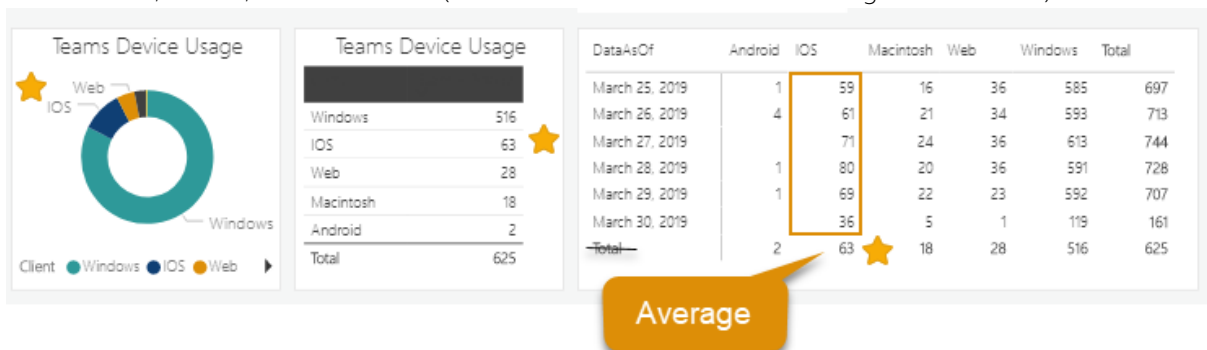 Teams Device Usage
Web
IOS
Windows
Client Windows IOS Web
Teams Device Usage
Windows 516
IOS 63
Web 28
Macintosh 18
Android 2
Total 625
DataAsOf Android IOS Macintosh Web Windows Total
March 25, 2019 1 59 16 36 585 697
March 26, 2019 4 61 21 34 593 713
March 27, 2019 71 24 36 613 744
March 28, 2019 1 80 20 36 591 728
March 29, 2019 1 69 22 23 592 707
March 30, 2019 36 5 1 119 161
Total 2 63 18 28 516 625
Average